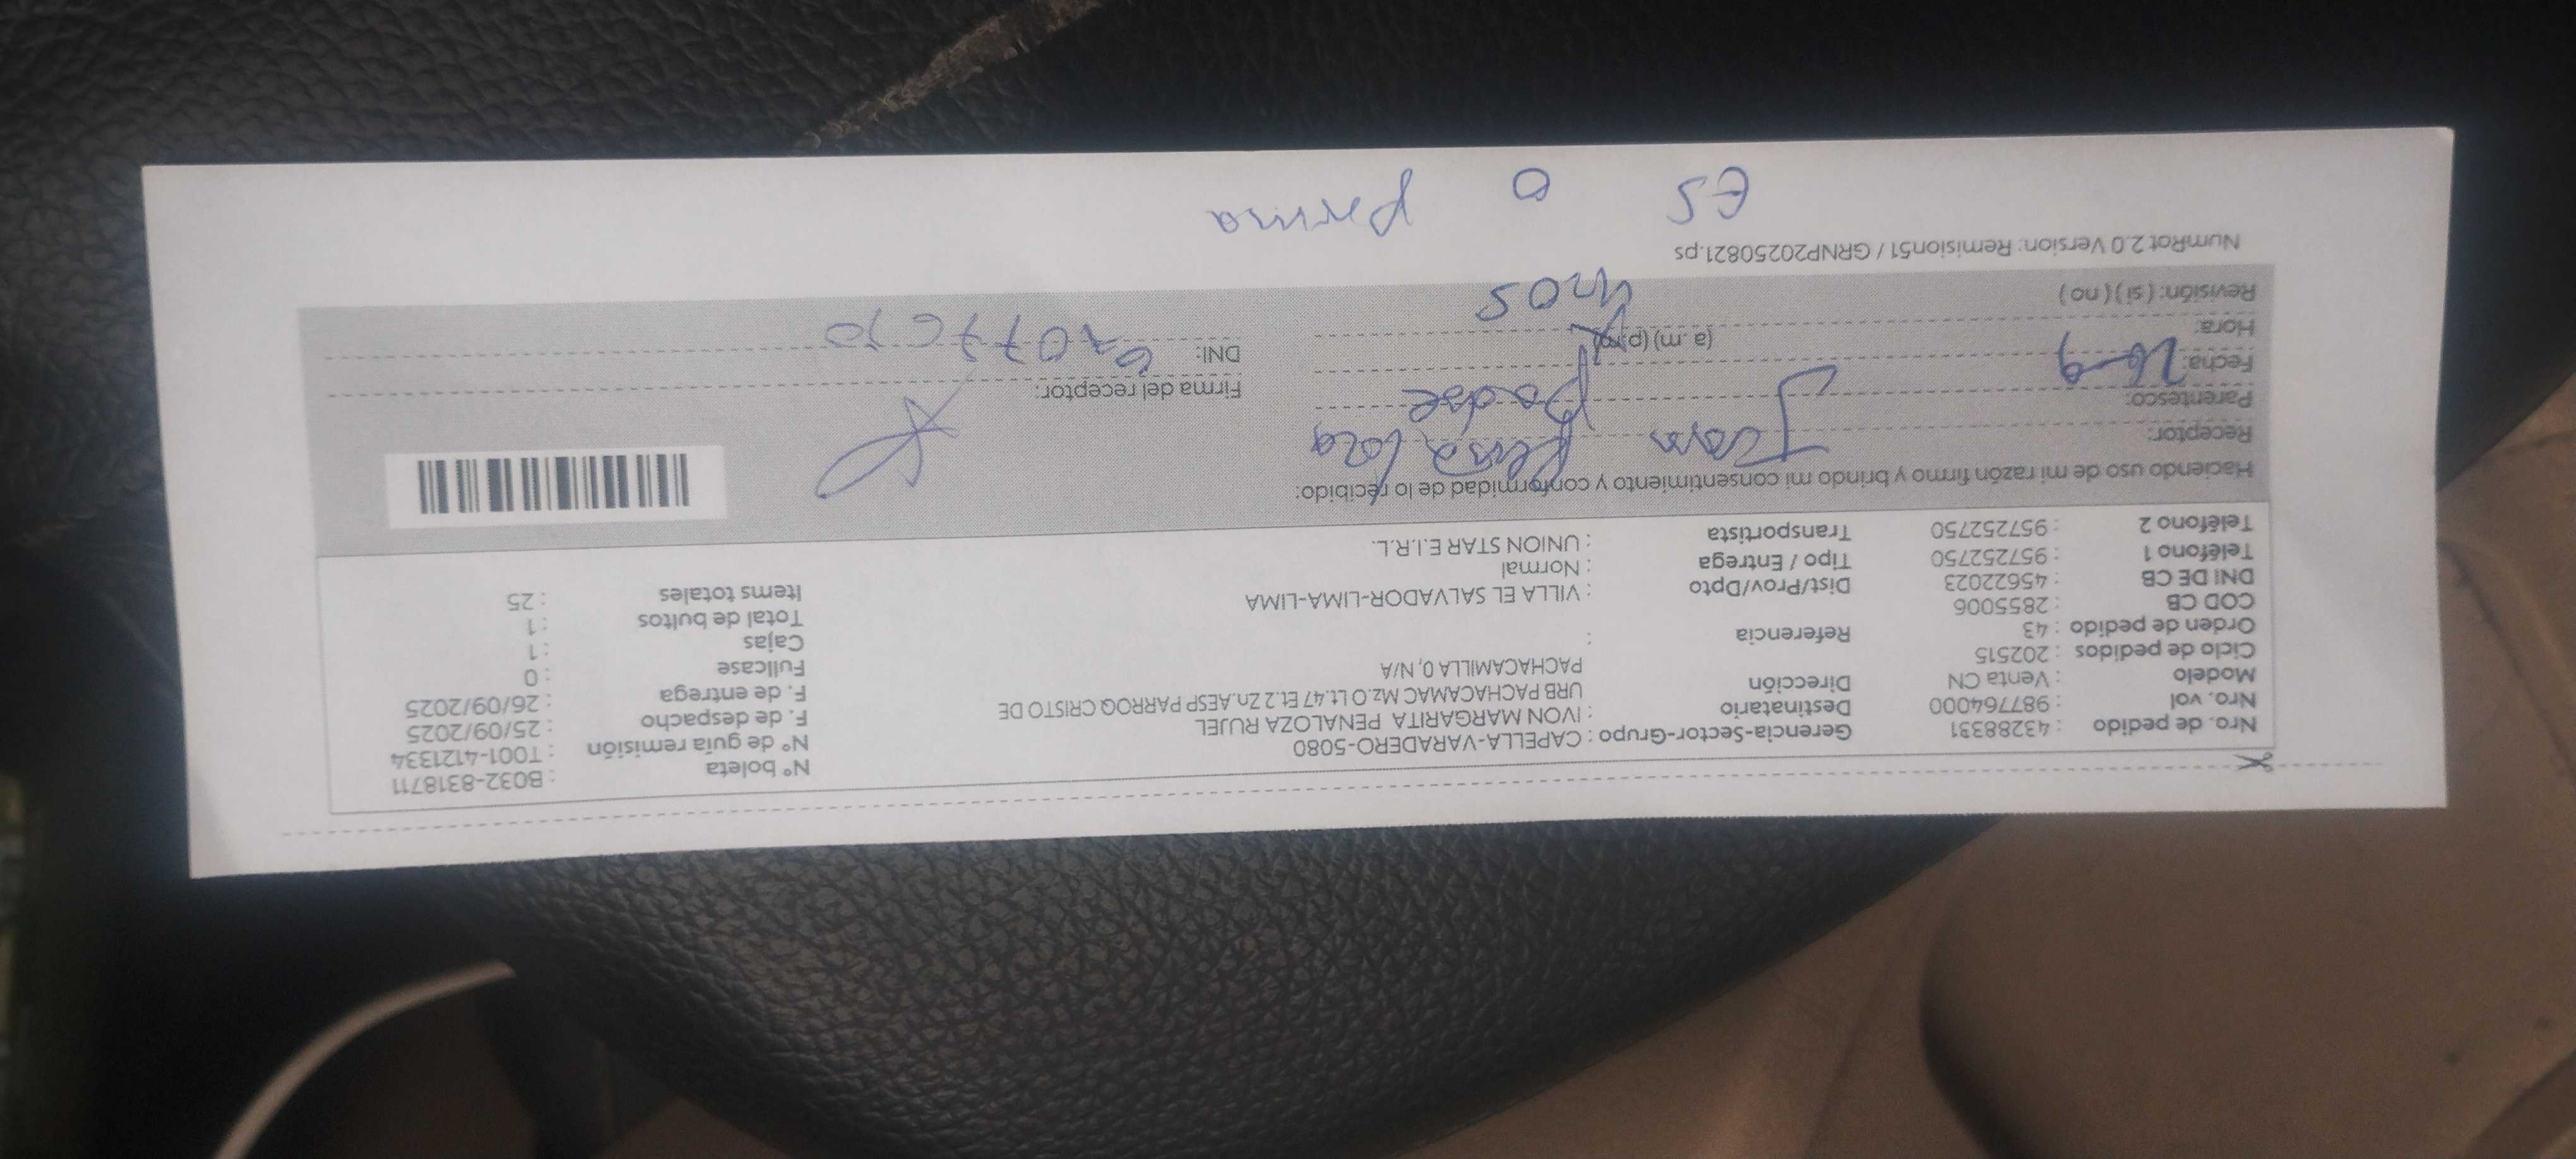 Nro. de pedido : 43288331
Nro. vol : 987764000
Modelo : Venta CN
Ciclo de pedidos : 202515
Orden de pedido : 43
COD CB : 2855006
DNI DE CB : 45622023
Teléfono 1 : 957252750
Teléfono 2 : 957252750
Gerencia-Sector-Grupo : CAPELLA-VARADERO-5080
Destinatario : IVON MARGARITA PENALOZA RUJEL
Dirección URB PACHACAMAC Mz.O Lt.47 Et.2 Zn.AESP PARROQ CRISTO DE
PACHACAMILLA 0, N/A
Referencia :
Dist/Prov/Dpto : VILLA EL SALVADOR-LIMA-LIMA
Tipo / Entrega : Normal
Transportista : UNION STAR E.I.R.L.
N° boleta : B032-8318711
N° de guía remisión : T001-4121334
F. de despacho : 25/09/2025
F. de entrega : 26/09/2025
Fullcase : 0
Cajas : 1
Total de bultos : 1
Items totales : 25
Haciendo uso de mi razón firmo y brindo mi consentimiento y conformidad de lo recibido:
Receptor: Juan Peñaloza
Parentesco: padre
Fecha: 26-9
Hora: (a.m) (p.m)
Revisión: ( si ) ( no )
Firma del receptor:
DNI:
NumRot 2.0 Version: Remision51 / GRNP20250821.ps